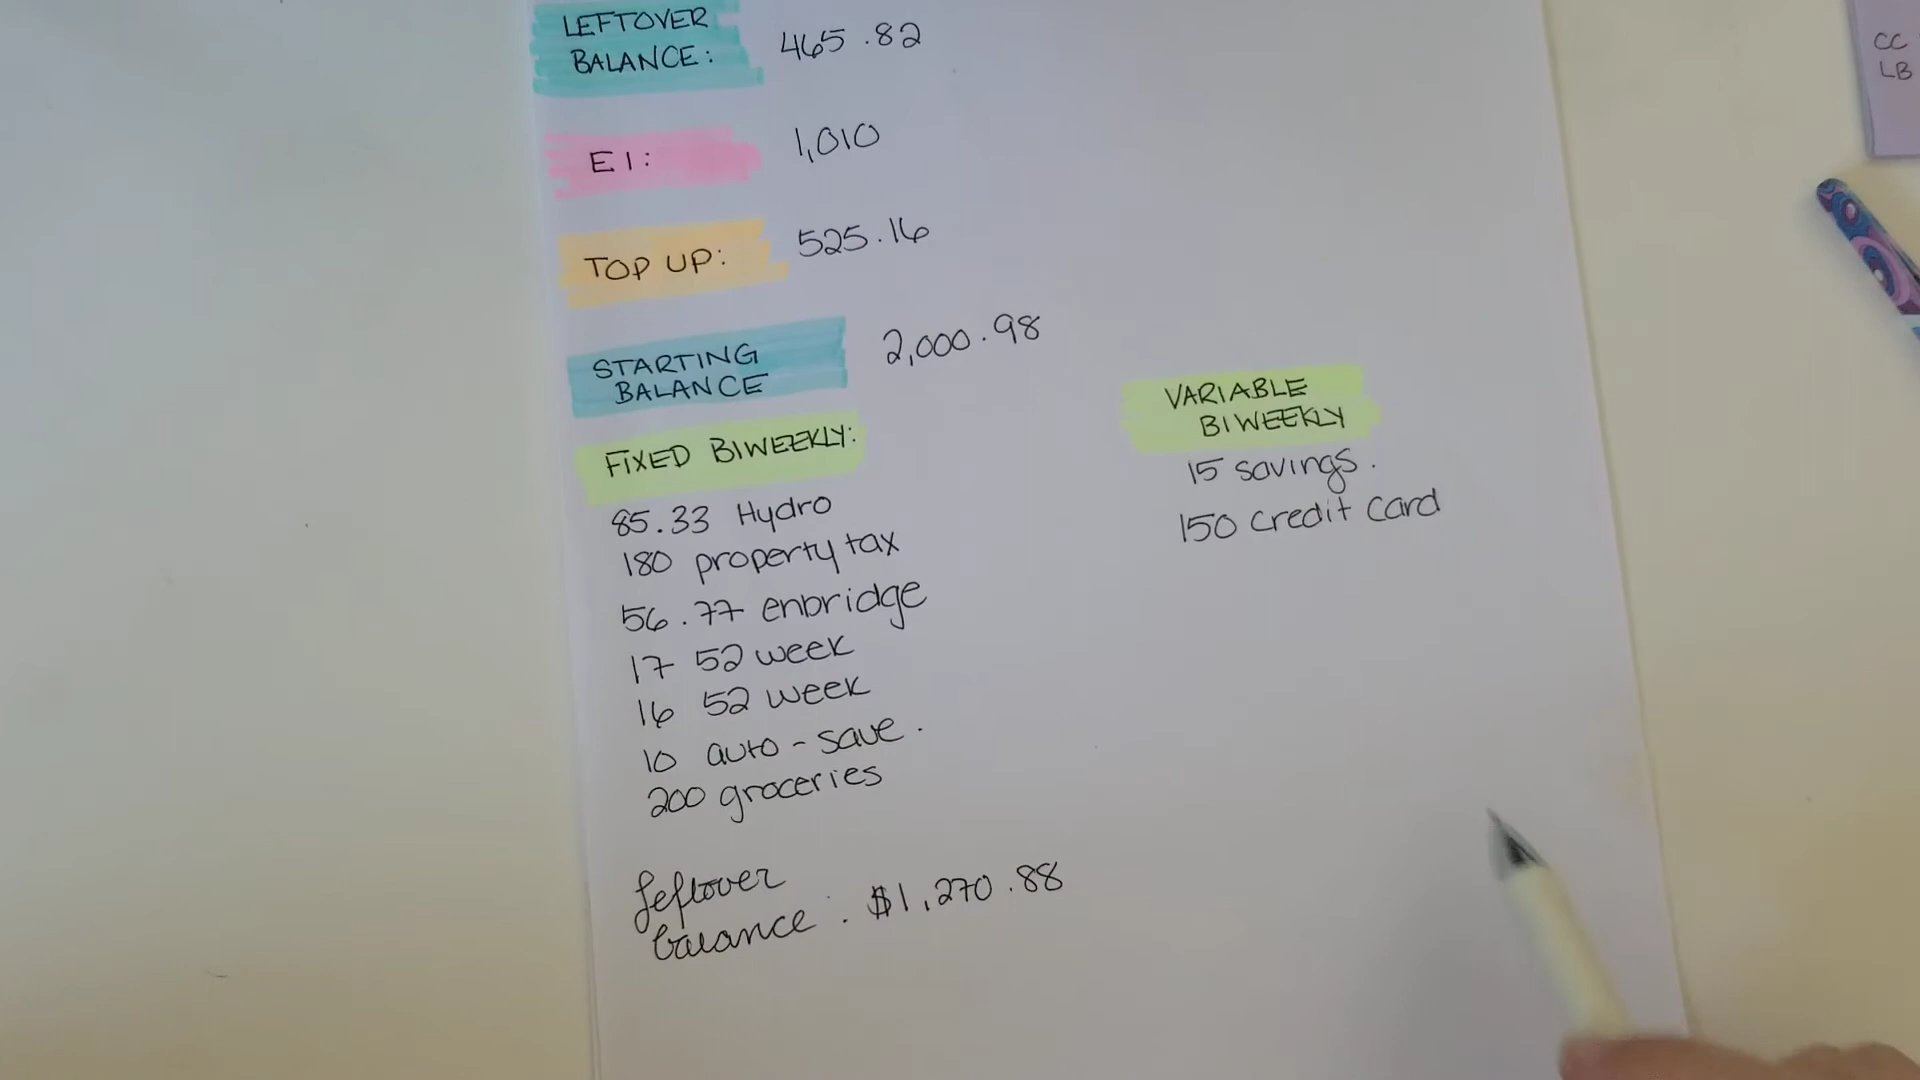 LEFTOVER
BALANCE:
465.82
EI:
1,010
TOP UP:
525.16
STARTING
BALANCE
2,000.98
FIXED BIWEEKLY:
85.33 Hydro
180 property tax
56.77 enbridge
17 52 week
16 52 week
10 auto-save.
200 groceries
leftover
balance: $1,270.88
VARIABLE
BIWEEKLY
15 savings.
150 credit card
CC
LB